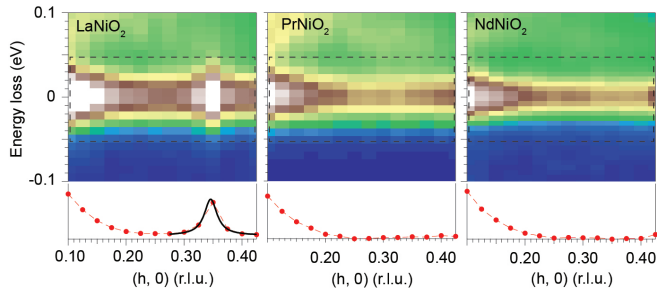 LaNiO₂
PrNiO₂
NdNiO₂
Energy loss (eV)
0.1
0
-0.1
0.10 0.20 0.30 0.40
0.20 0.30 0.40
0.20 0.30 0.40
(h, 0) (r.l.u.)
(h, 0) (r.l.u.)
(h, 0) (r.l.u.)